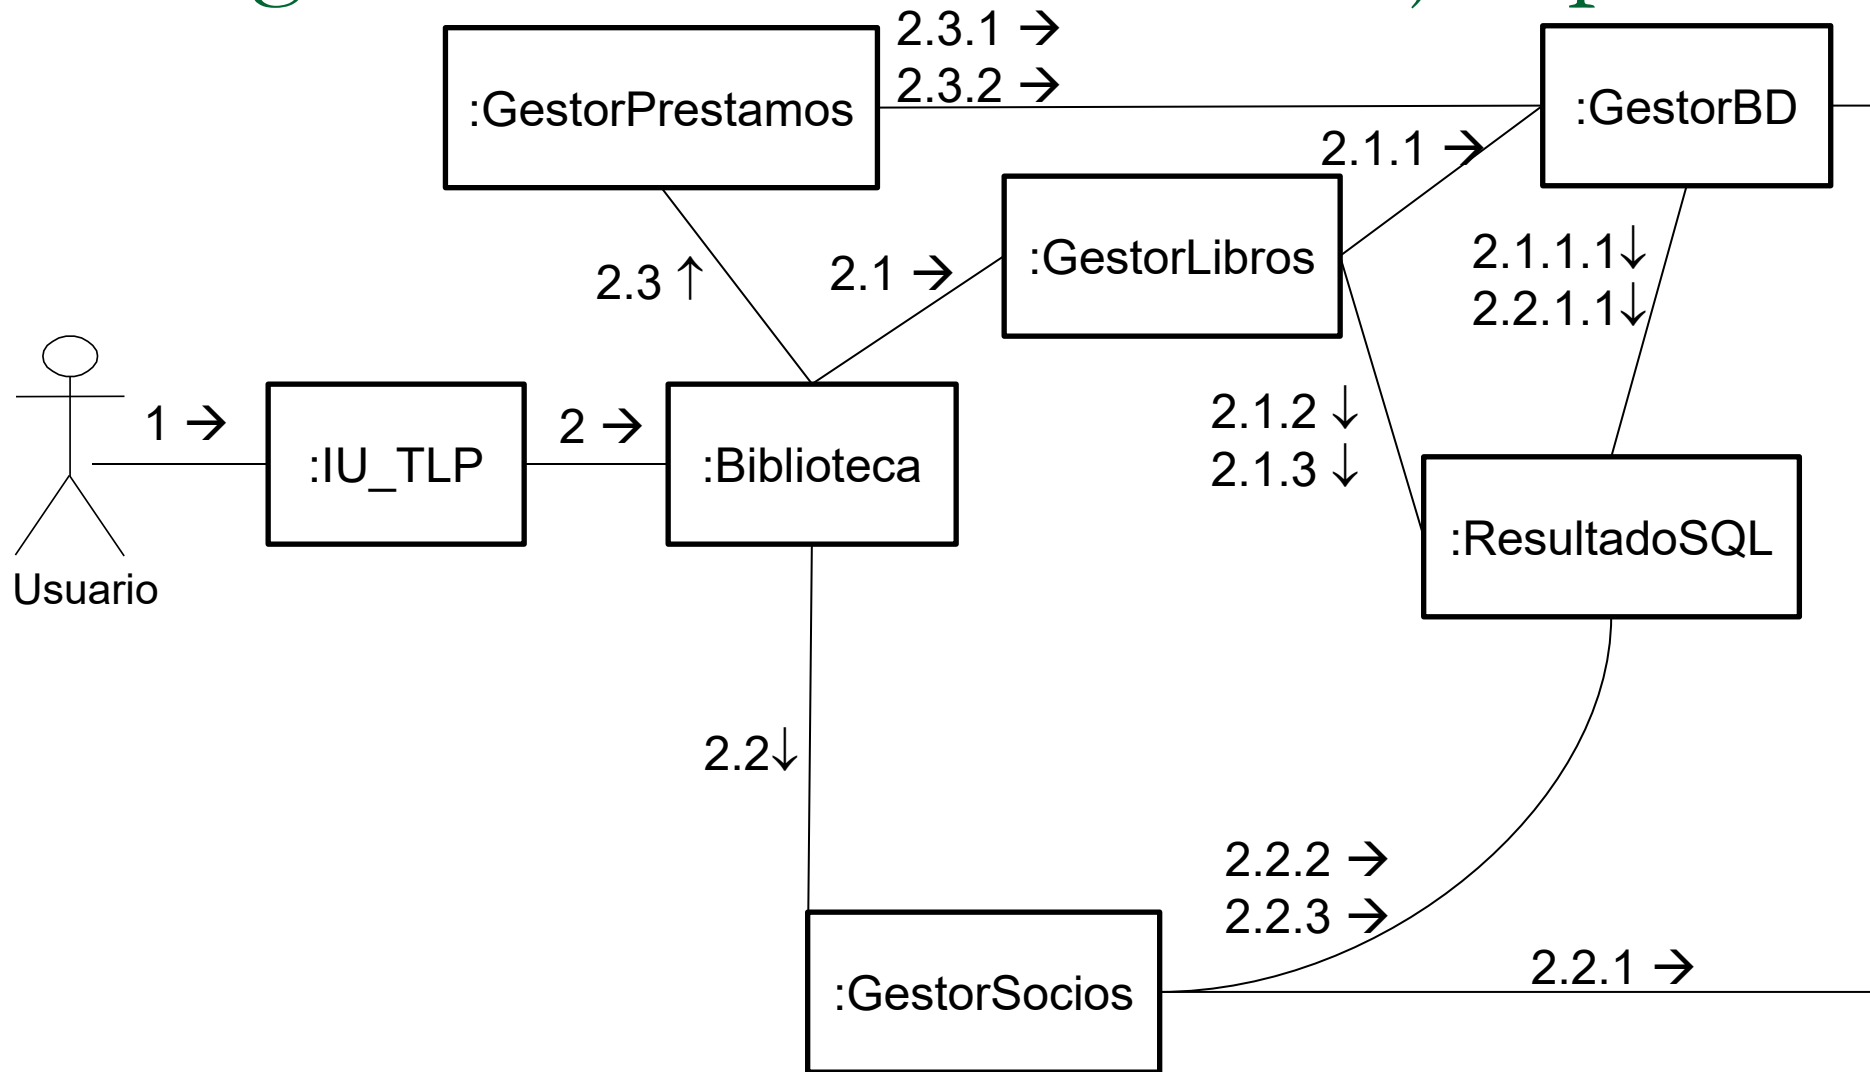 2.3.1 →
2.3.2 →
:GestorPrestamos
:GestorBD
2.1.1 →
:GestorLibros
2.3 ↑
2.1 →
2.1.1.1↓
2.2.1.1↓
1 →
:IU_TLP
2 →
:Biblioteca
2.1.2 ↓
2.1.3 ↓
:ResultadoSQL
Usuario
2.2↓
2.2.2 →
2.2.3 →
2.2.1 →
:GestorSocios